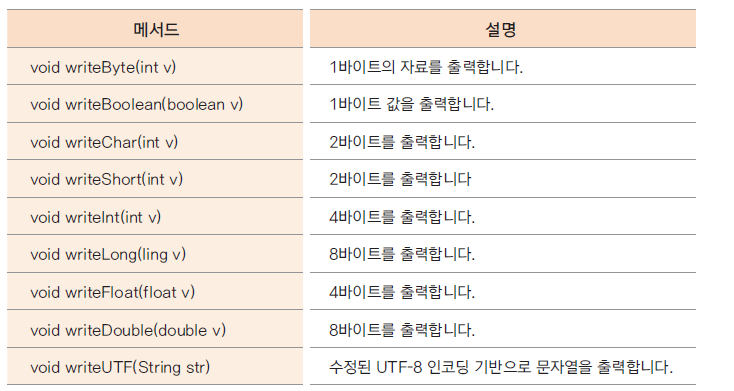 메서드 설명
void writeByte(int v) 1바이트의 자료를 출력합니다.
void writeBoolean(boolean v) 1바이트 값을 출력합니다.
void writeChar(int v) 2바이트를 출력합니다.
void writeShort(int v) 2바이트를 출력합니다
void writeInt(int v) 4바이트를 출력합니다.
void writeLong(ling v) 8바이트를 출력합니다.
void writeFloat(float v) 4바이트를 출력합니다.
void writeDouble(double v) 8바이트를 출력합니다.
void writeUTF(String str) 수정된 UTF-8 인코딩 기반으로 문자열을 출력합니다.